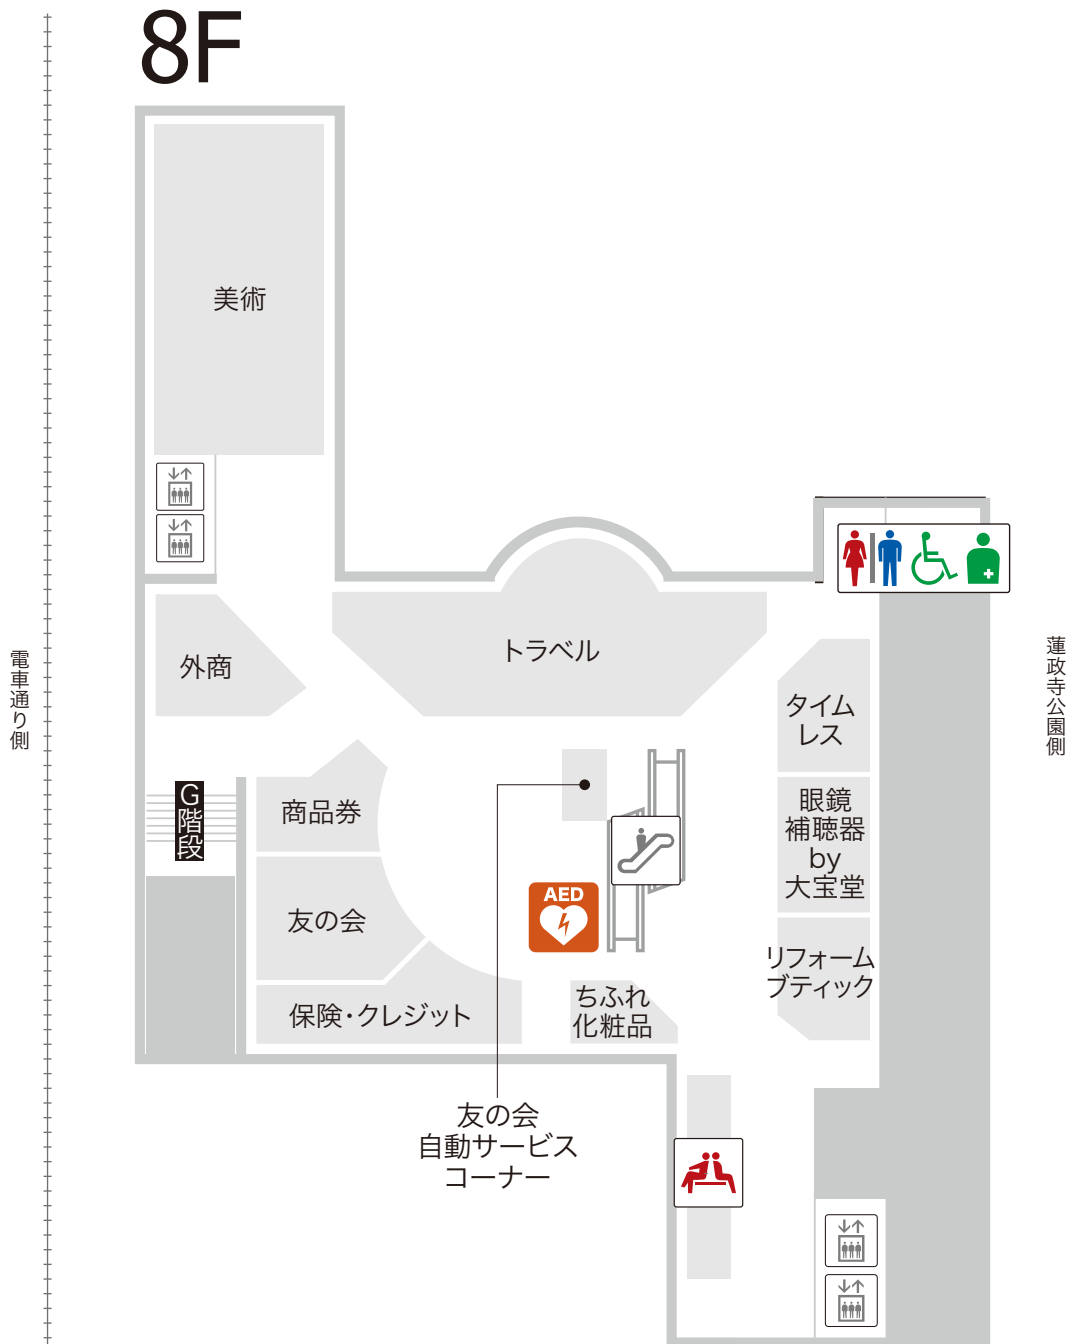 8F
美術
電車通り側
外商
トラベル
蓮政寺公園側
タイム
レス
G階段
商品券
眼鏡
補聴器
by
大宝堂
AED
友の会
リフォーム
ブティック
保険・クレジット
ちふれ
化粧品
友の会
自動サービス
コーナー